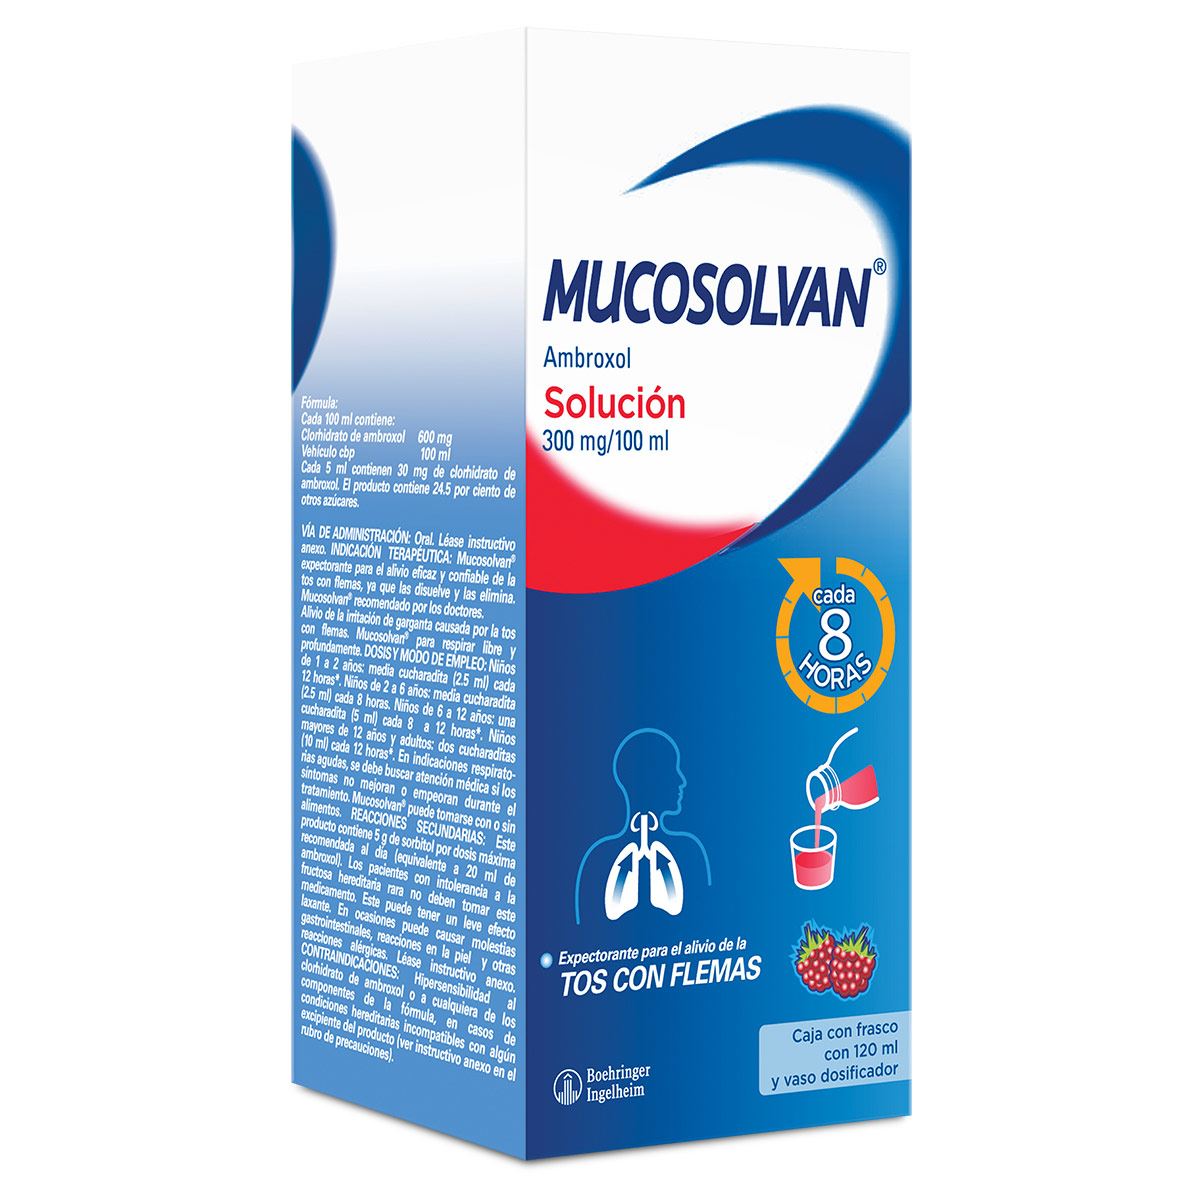 MUCOSOLVAN®
Ambroxol
Solución
300 mg/100 ml
cada
8
HORAS
Expectorante para el alivio de la
TOS CON FLEMAS
Caja con frasco
con 120 ml
y vaso dosificador
Boehringer
Ingelheim
Fórmula:
Cada 100 ml contiene:
Clorhidrato de ambroxol 600 mg
Vehículo cbp 100 ml
Cada 5 ml contienen 30 mg de clorhidrato de
ambroxol. El producto contiene 24.5 por ciento de
otros azúcares.
VÍA DE ADMINISTRACIÓN: Oral. Léase instructivo
anexo. INDICACIÓN TERAPÉUTICA: Mucosolvan®
expectorante para el alivio eficaz y confiable de la
tos con flemas, ya que las disuelve y las elimina.
Mucosolvan® recomendado por los doctores.
Alivio de la irritación de garganta causada por la tos
con flemas. Mucosolvan® para respirar libre y
profundamente. DOSIS Y MODO DE EMPLEO: Niños
de 1 a 2 años: media cucharadita (2.5 ml) cada
12 horas*. Niños de 2 a 6 años: media cucharadita
(2.5 ml) cada 8 horas. Niños de 6 a 12 años: una
cucharadita (5 ml) cada 8 a 12 horas*. Niños
mayores de 12 años y adultos: dos cucharaditas
(10 ml) cada 12 horas*. En indicaciones respirato-
rias agudas, se debe buscar atención médica si los
síntomas no mejoran o empeoran durante el
tratamiento. Mucosolvan® puede tomarse con o sin
alimentos. REACCIONES SECUNDARIAS: Este
producto contiene 5 g de sorbitol por dosis máxima
recomendada al día (equivalente a 20 ml de
ambroxol). Los pacientes con intolerancia a la
fructosa hereditaria rara no deben tomar este
medicamento. Este puede tener un leve efecto
laxante. En ocasiones puede causar molestias
gastrointestinales, reacciones en la piel y otras
reacciones alérgicas. Léase instructivo anexo.
CONTRAINDICACIONES: Hipersensibilidad al
clorhidrato de ambroxol o a cualquiera de los
componentes de la fórmula, en casos de
condiciones hereditarias incompatibles con algún
excipiente del producto (ver instructivo anexo en el
rubro de precauciones).